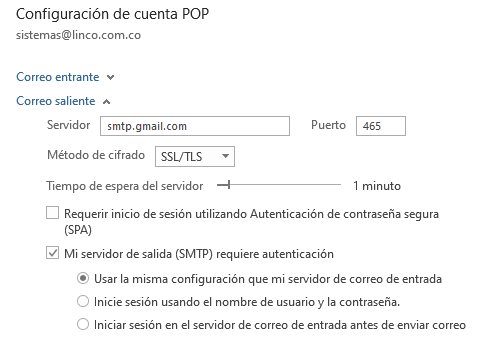 Configuración de cuenta POP
sistemas@linco.com.co
Correo entrante
Correo saliente
Servidor smtp.gmail.com Puerto 465
Método de cifrado SSL/TLS
Tiempo de espera del servidor 1 minuto
Requerir inicio de sesión utilizando Autenticación de contraseña segura
(SPA)
Mi servidor de salida (SMTP) requiere autenticación
Usar la misma configuración que mi servidor de correo de entrada
Inicie sesión usando el nombre de usuario y la contraseña.
Iniciar sesión en el servidor de correo de entrada antes de enviar correo